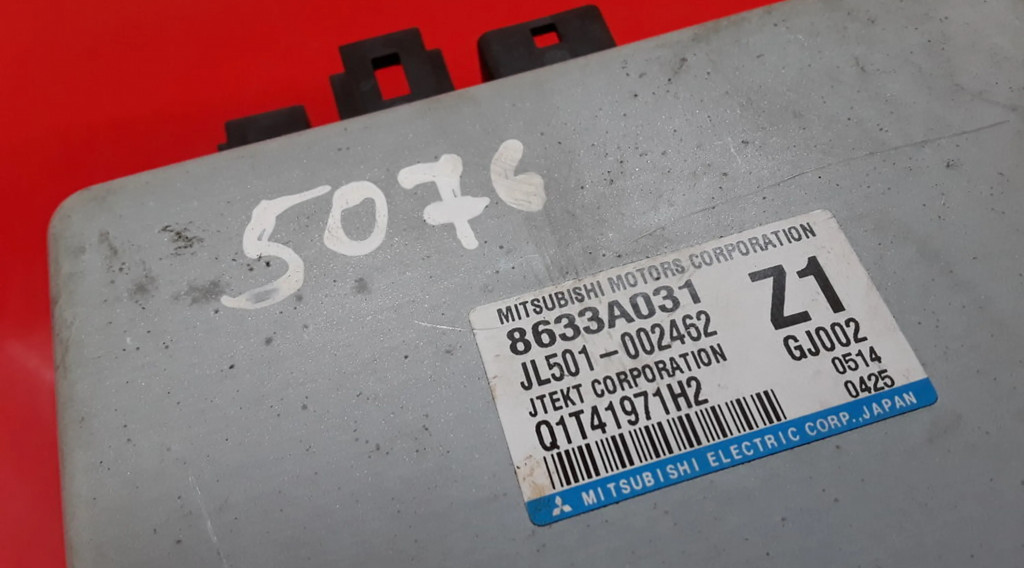 5076
MITSUBISHI MOTORS CORPORATION
8633A031
Z1
JL501-002462
GJ002
JTEKT CORPORATION
0514
Q1T41971H2
0425
MITSUBISHI ELECTRIC CORP., JAPAN